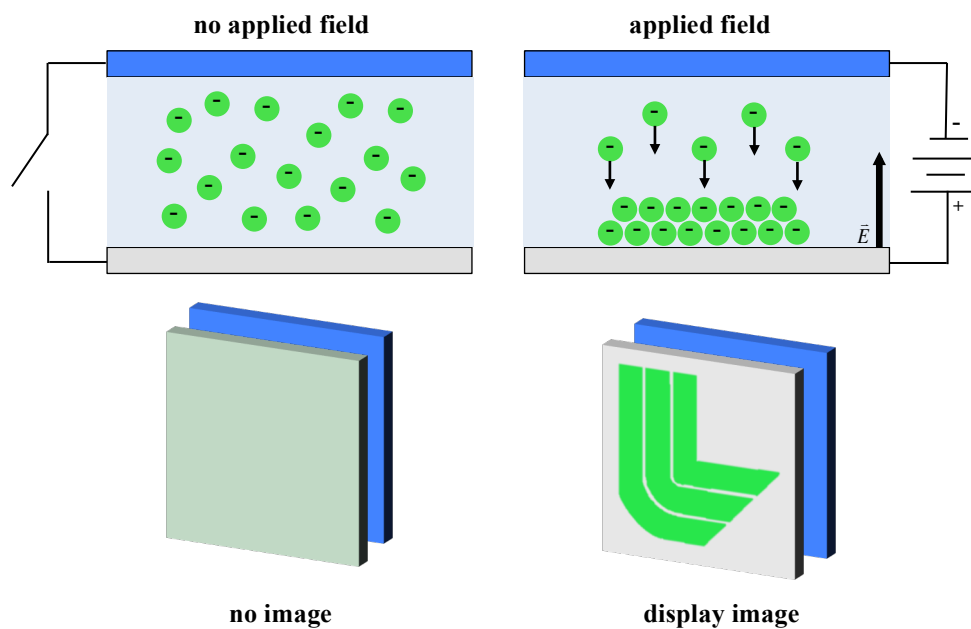 no applied field
applied field
- - - - - - - - - - - - - - - - - -
- - - - - - - - - - - - - - - - - - - -
-
+
E⃗
no image
display image